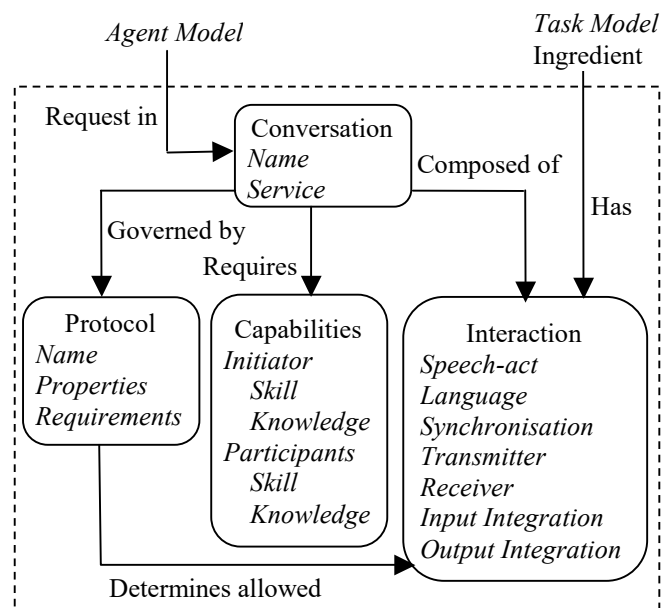 Agent Model
Task Model
Ingredient
Request in
Conversation
Name
Service
Composed of
Has
Governed by
Requires
Protocol
Name
Properties
Requirements
Capabilities
Initiator
Skill
Knowledge
Participants
Skill
Knowledge
Interaction
Speech-act
Language
Synchronisation
Transmitter
Receiver
Input Integration
Output Integration
Determines allowed